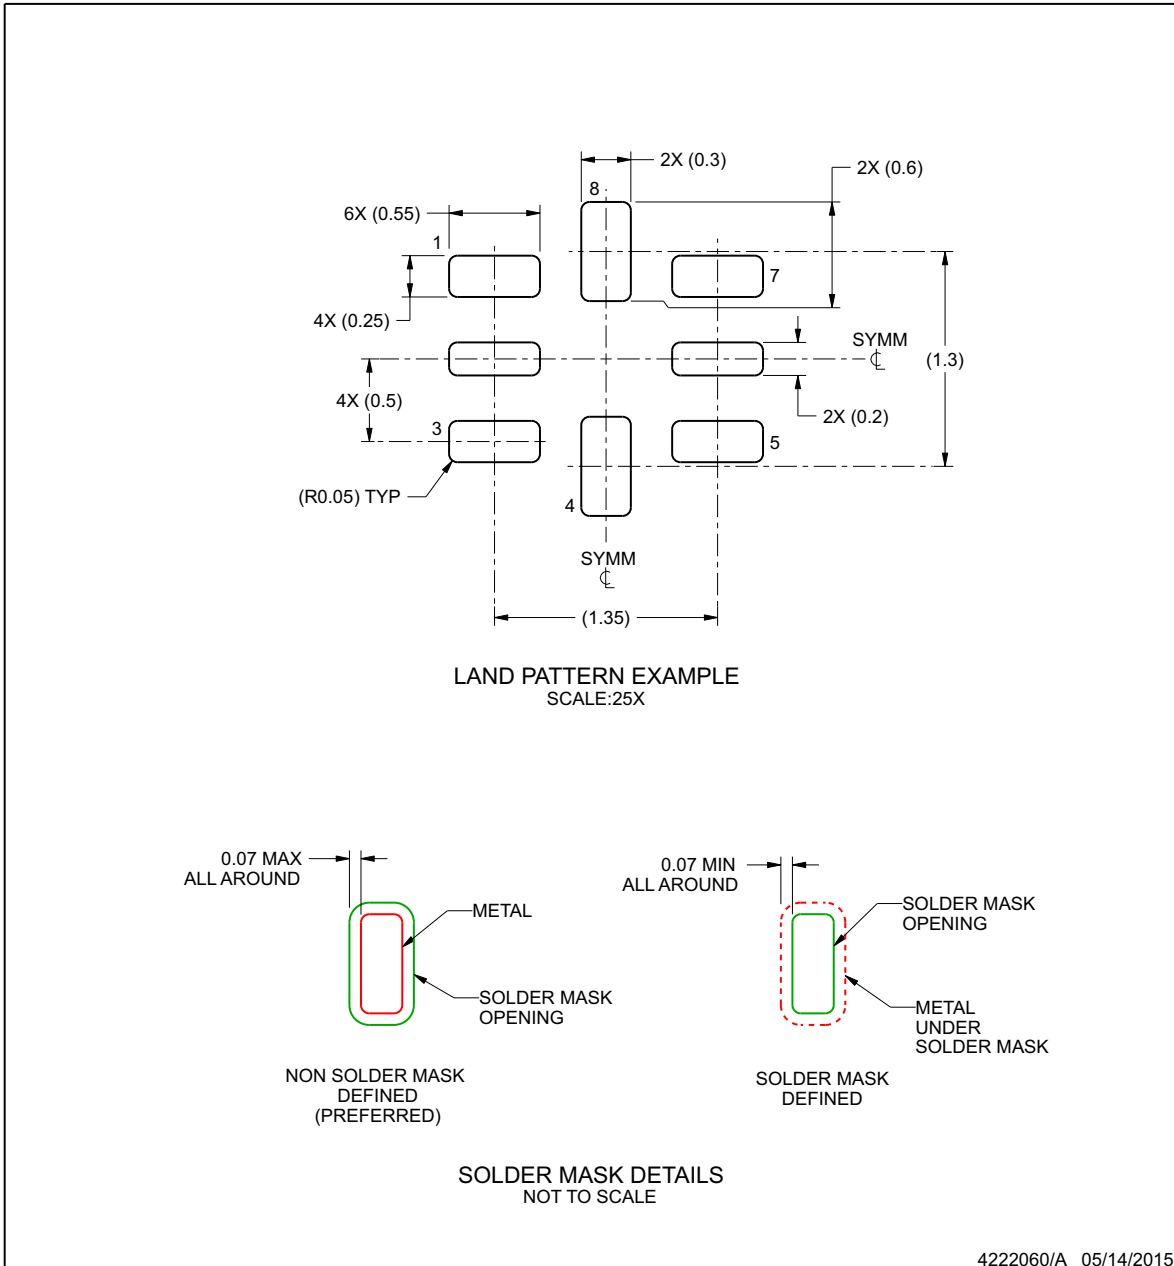 2X (0.3)
2X (0.6)
8
6X (0.55)
1
7
4X (0.25)
SYMM
℄
(1.3)
4X (0.5)
2X (0.2)
3
5
(R0.05) TYP
4
SYMM
℄
(1.35)
LAND PATTERN EXAMPLE
SCALE:25X
0.07 MAX
ALL AROUND
METAL
SOLDER MASK
OPENING
NON SOLDER MASK
DEFINED
(PREFERRED)
0.07 MIN
ALL AROUND
SOLDER MASK
OPENING
METAL
UNDER
SOLDER MASK
SOLDER MASK
DEFINED
SOLDER MASK DETAILS
NOT TO SCALE
4222060/A 05/14/2015